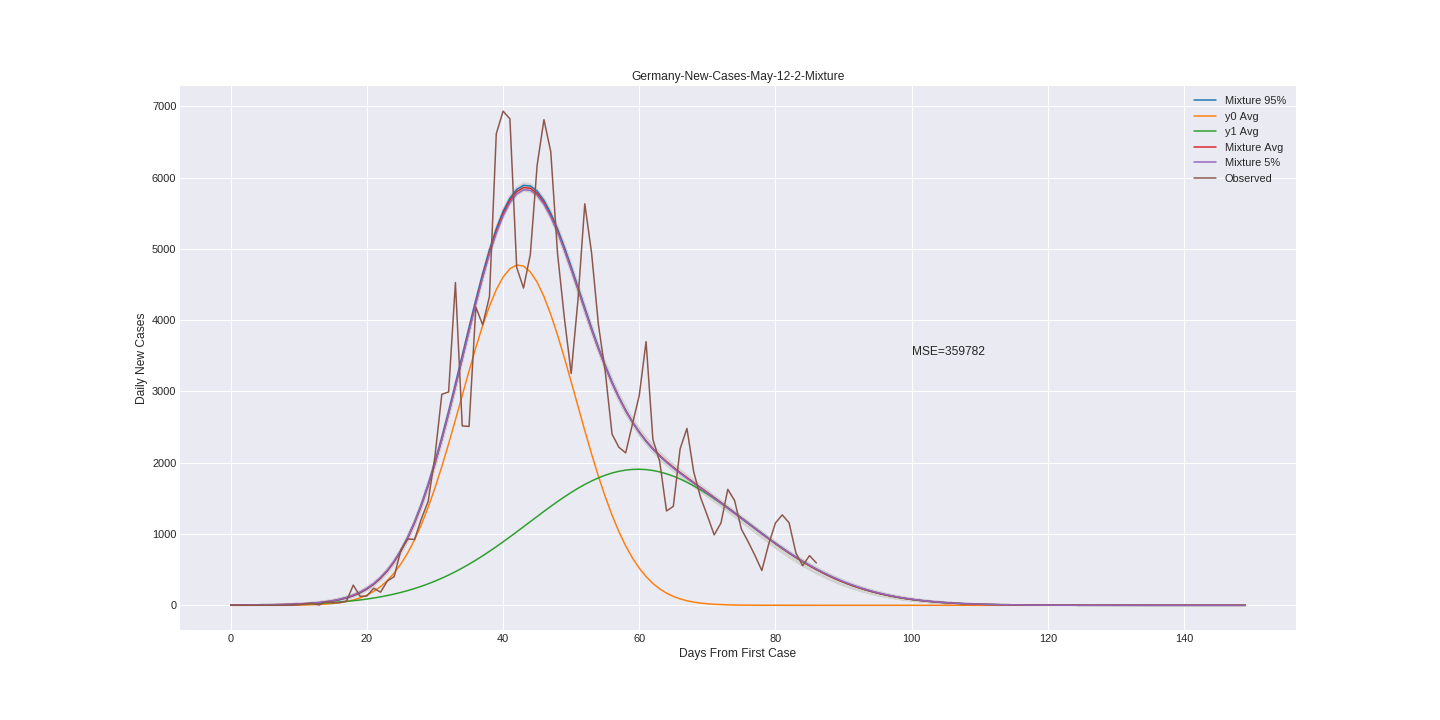 Germany-New-Cases-May-12-2-Mixture
Mixture 95%
y0 Avg
y1 Avg
Mixture Avg
Mixture 5%
Observed
7000
6000
5000
4000
3000
2000
1000
0
Daily New Cases
MSE=359782
0 20 40 60 80 100 120 140
Days From First Case